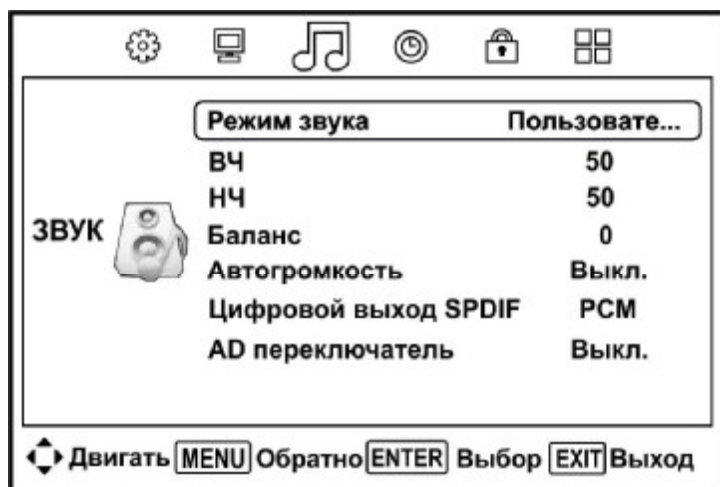 Режим звука Пользовате...
ВЧ 50
НЧ 50
ЗВУК
Баланс 0
Автогромкость Выкл.
Цифровой выход SPDIF PCM
AD переключатель Выкл.
Двигать MENU Обратно ENTER Выбор EXIT Выход